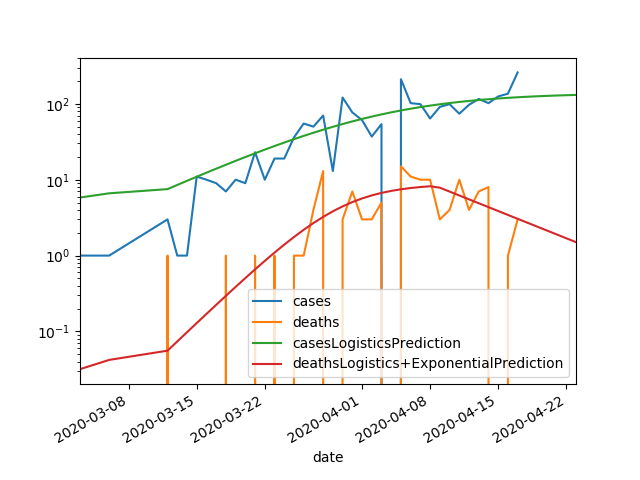 10²
10¹
10⁰
10⁻¹
cases
deaths
casesLogisticsPrediction
deathsLogistics+ExponentialPrediction
2020-03-08
2020-03-15
2020-03-22
2020-04-01
2020-04-08
2020-04-15
2020-04-22
date